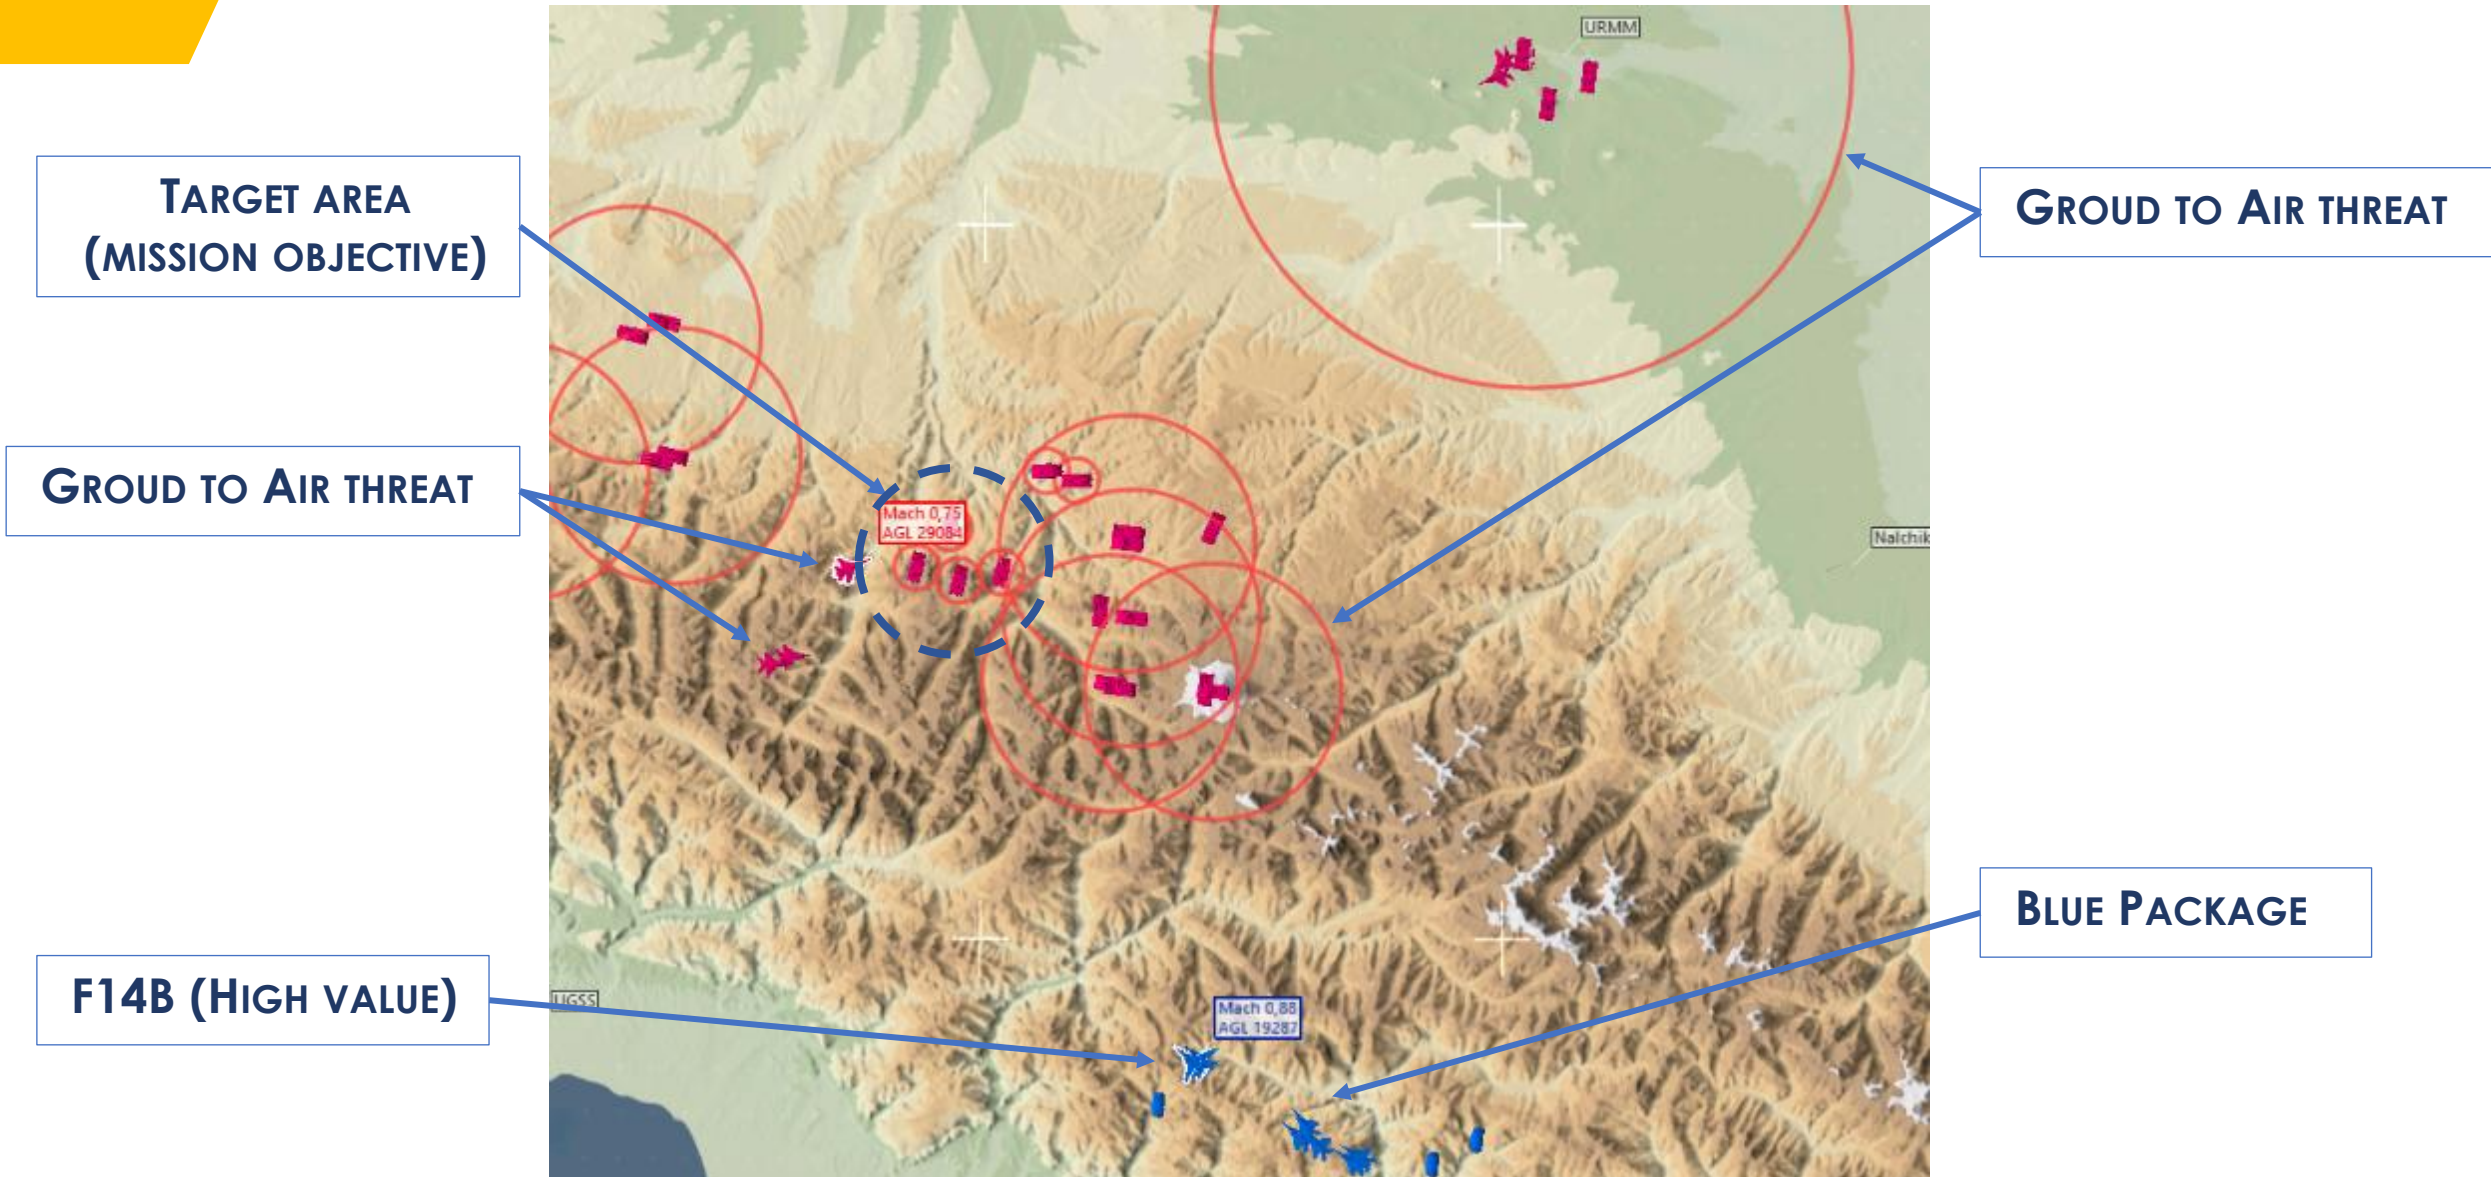 URMM
TARGET AREA
(MISSION OBJECTIVE)
GROUD TO AIR THREAT
GROUD TO AIR THREAT
Mach 0,75
AGL 29084
Nalchik
BLUE PACKAGE
F14B (HIGH VALUE)
UGSS
Mach 0,88
AGL 19287